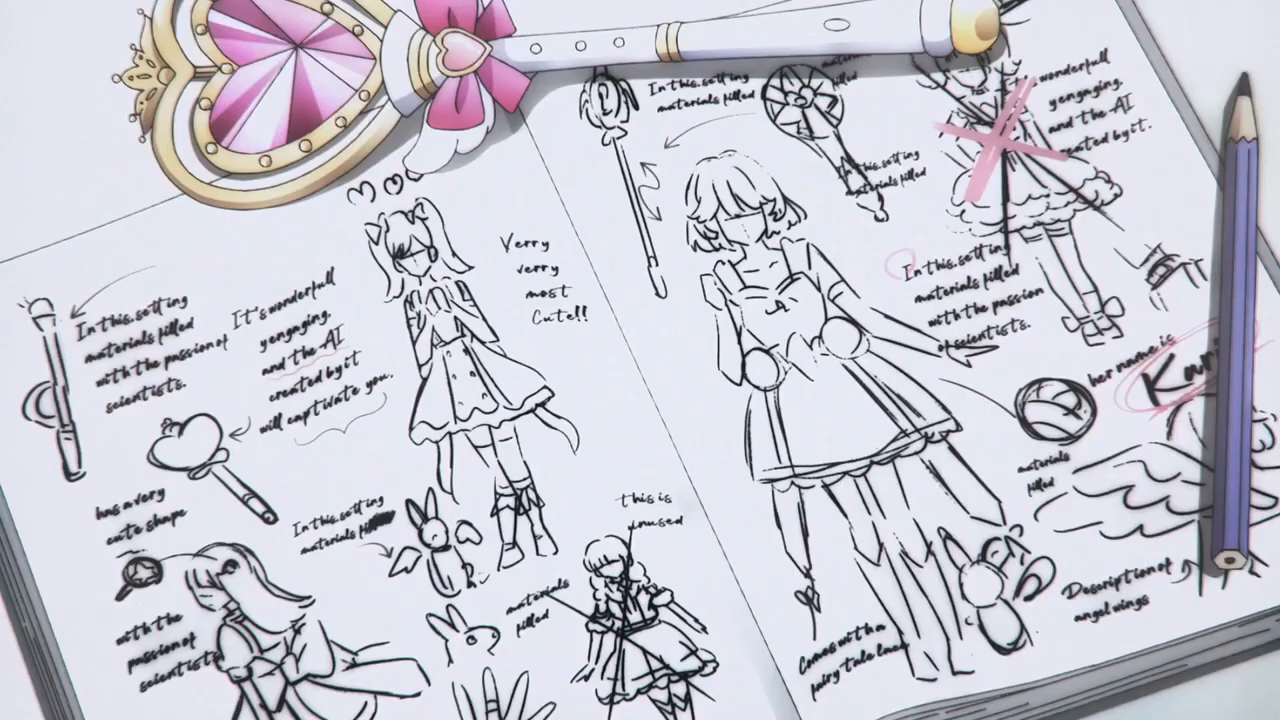 In this.setting
materials filled
with the passion of
scientists.
It's wonderfull
yengaging.
and the AI
created by it
will captivate you.
Verry
verry
most
Cute!!
has a very
cute shape
In this.setting
materials
with the
passion of
scientists
this is
unused
materials
filled
In this.setting
materials filled
filled
In this.setting
materials filled
wonderfull
yengaging.
and the AI
created by it.
In this.setting
materials filled
with the passion
of scientists.
her name is
materials
filled
Description of
angel wings
Comes with a
fairy tale lace